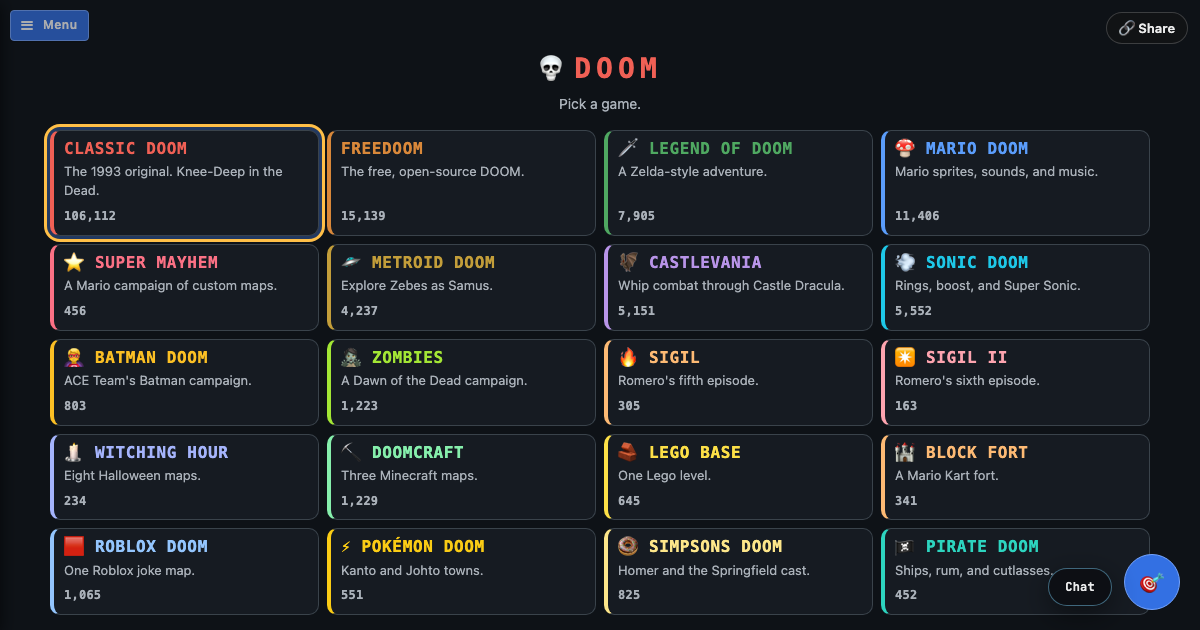 Menu
Share
DOOM
Pick a game.
CLASSIC DOOM
The 1993 original. Knee-Deep in the
Dead.
106,112
FREEDOOM
The free, open-source DOOM.
15,139
LEGEND OF DOOM
A Zelda-style adventure.
7,905
MARIO DOOM
Mario sprites, sounds, and music.
11,406
SUPER MAYHEM
A Mario campaign of custom maps.
456
METROID DOOM
Explore Zebes as Samus.
4,237
CASTLEVANIA
Whip combat through Castle Dracula.
5,151
SONIC DOOM
Rings, boost, and Super Sonic.
5,552
BATMAN DOOM
ACE Team's Batman campaign.
803
ZOMBIES
A Dawn of the Dead campaign.
1,223
SIGIL
Romero's fifth episode.
305
SIGIL II
Romero's sixth episode.
163
WITCHING HOUR
Eight Halloween maps.
234
DOOMCRAFT
Three Minecraft maps.
1,229
LEGO BASE
One Lego level.
645
BLOCK FORT
A Mario Kart fort.
341
ROBLOX DOOM
One Roblox joke map.
1,065
POKÉMON DOOM
Kanto and Johto towns.
551
SIMPSONS DOOM
Homer and the Springfield cast.
825
PIRATE DOOM
Ships, rum, and cutlasses.
452
Chat